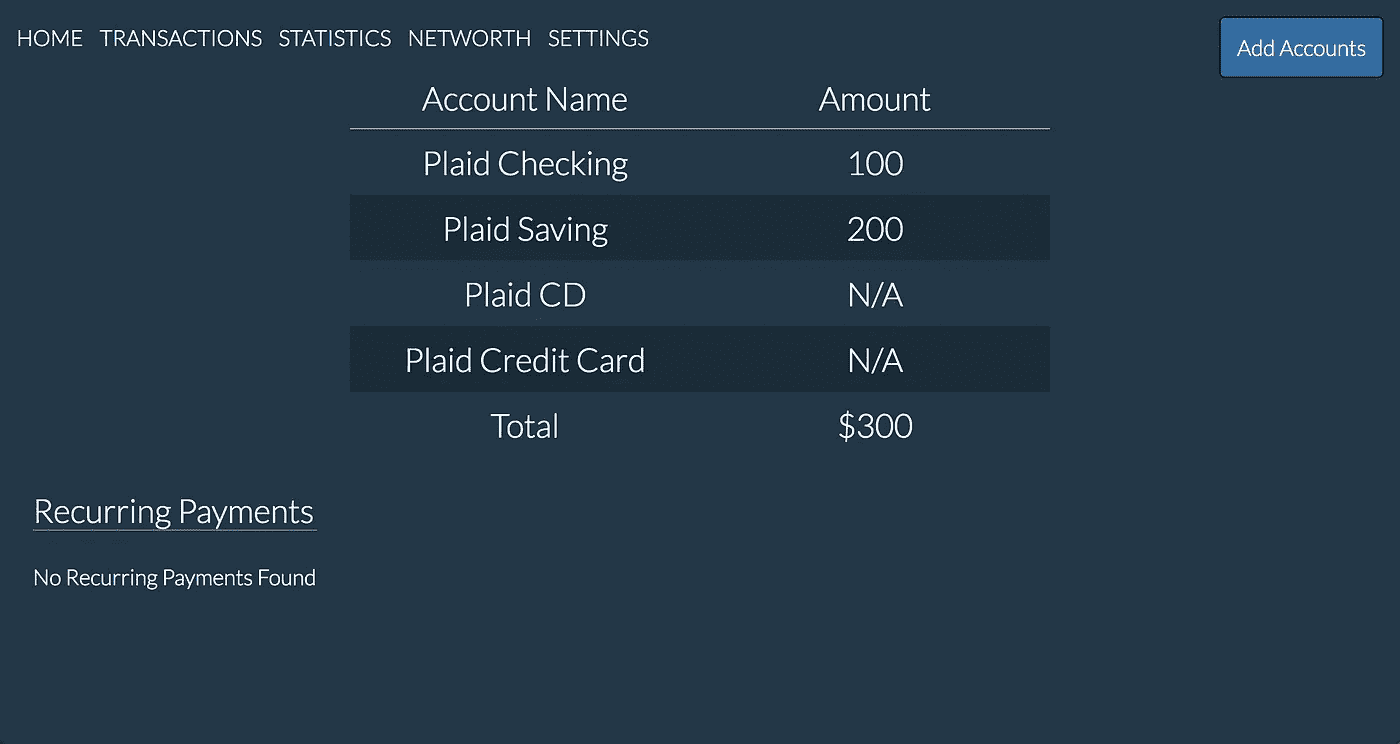 HOME TRANSACTIONS STATISTICS NETWORTH SETTINGS Add Accounts
Account Name Amount
Plaid Checking 100
Plaid Saving 200
Plaid CD N/A
Plaid Credit Card N/A
Total $300
Recurring Payments
No Recurring Payments Found